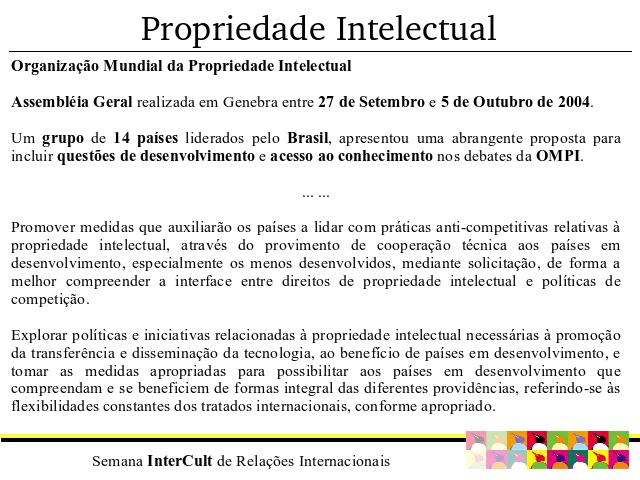 Propriedade Intelectual
Organização Mundial da Propriedade Intelectual
Assembléia Geral realizada em Genebra entre 27 de Setembro e 5 de Outubro de 2004.
Um grupo de 14 países liderados pelo Brasil, apresentou uma abrangente proposta para
incluir questões de desenvolvimento e acesso ao conhecimento nos debates da OMPI.
... ...
Promover medidas que auxiliarão os países a lidar com práticas anti-competitivas relativas à
propriedade intelectual, através do provimento de cooperação técnica aos países em
desenvolvimento, especialmente os menos desenvolvidos, mediante solicitação, de forma a
melhor compreender a interface entre direitos de propriedade intelectual e políticas de
competição.
Explorar políticas e iniciativas relacionadas à propriedade intelectual necessárias à promoção
da transferência e disseminação da tecnologia, ao benefício de países em desenvolvimento, e
tomar as medidas apropriadas para possibilitar aos países em desenvolvimento que
compreendam e se beneficiem de formas integral das diferentes providências, referindo-se às
flexibilidades constantes dos tratados internacionais, conforme apropriado.
Semana InterCult de Relações Internacionais